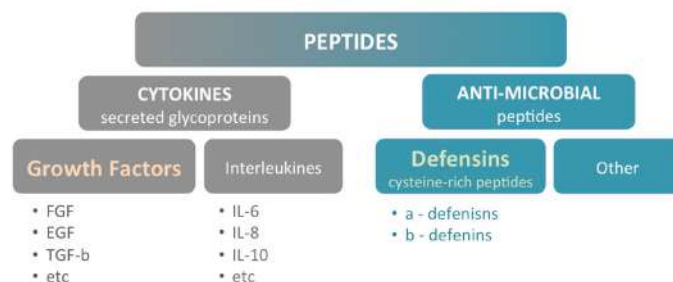 PEPTIDES
CYTOKINES
secreted glycoproteins
ANTI-MICROBIAL
peptides
Growth Factors
Interleukines
Defensins
cysteine-rich peptides
Other
• FGF
• EGF
• TGF-b
• etc
• IL-6
• IL-8
• IL-10
• etc
• a - defenisns
• b - defenins